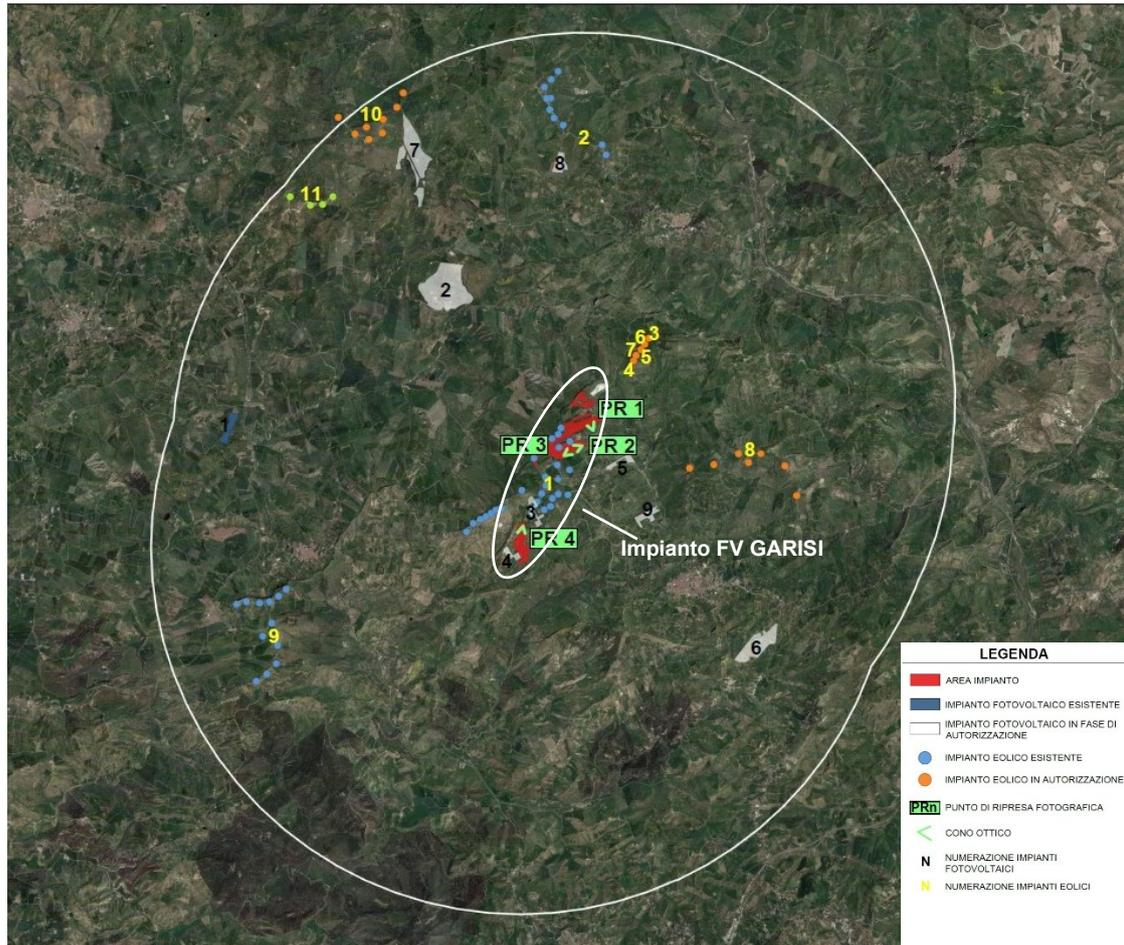 10
7
2
8
11
2
6 3
7 5
4
PR 1
1
PR 3
PR 2
8
5
1
3
9
PR 4
Impianto FV GARISI
4
9
6
LEGENDA
AREA IMPIANTO
IMPIANTO FOTOVOLTAICO ESISTENTE
IMPIANTO FOTOVOLTAICO IN FASE DI
AUTORIZZAZIONE
IMPIANTO EOLICO ESISTENTE
IMPIANTO EOLICO IN AUTORIZZAZIONE
PRn PUNTO DI RIPRESA FOTOGRAFICA
CONO OTTICO
N NUMERAZIONE IMPIANTI
FOTOVOLTAICI
N NUMERAZIONE IMPIANTI EOLICI